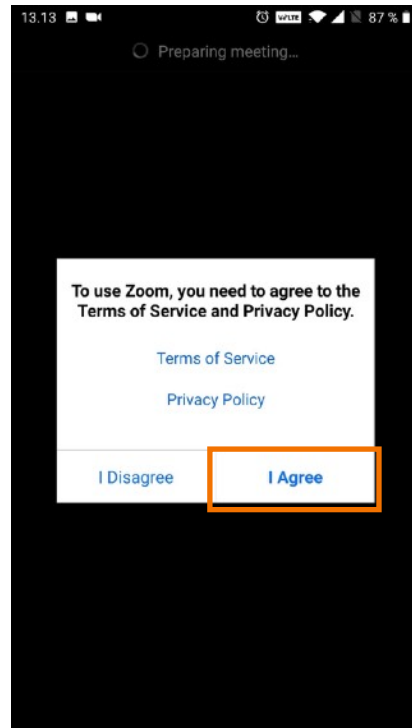 13.13 VoLTE 87 %
Preparing meeting...
To use Zoom, you need to agree to the
Terms of Service and Privacy Policy.
Terms of Service
Privacy Policy
I Disagree I Agree